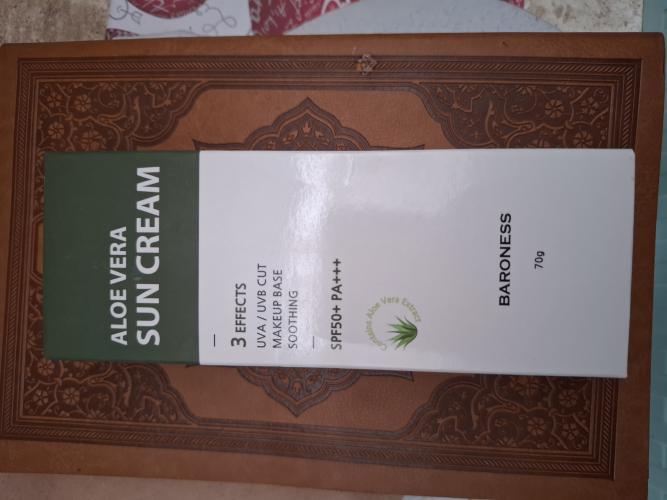 ALOE VERA
SUN CREAM
3 EFFECTS
UVA / UVB CUT
MAKEUP BASE
SOOTHING
SPF50+ PA+++
Contains Aloe Vera Extract
BARONESS
70g